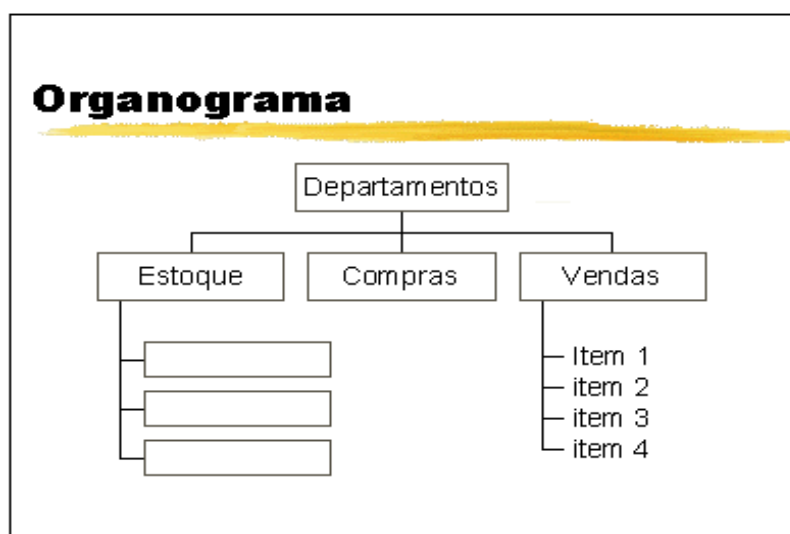 Organograma
Departamentos
Estoque
Compras
Vendas
Item 1
item 2
item 3
item 4